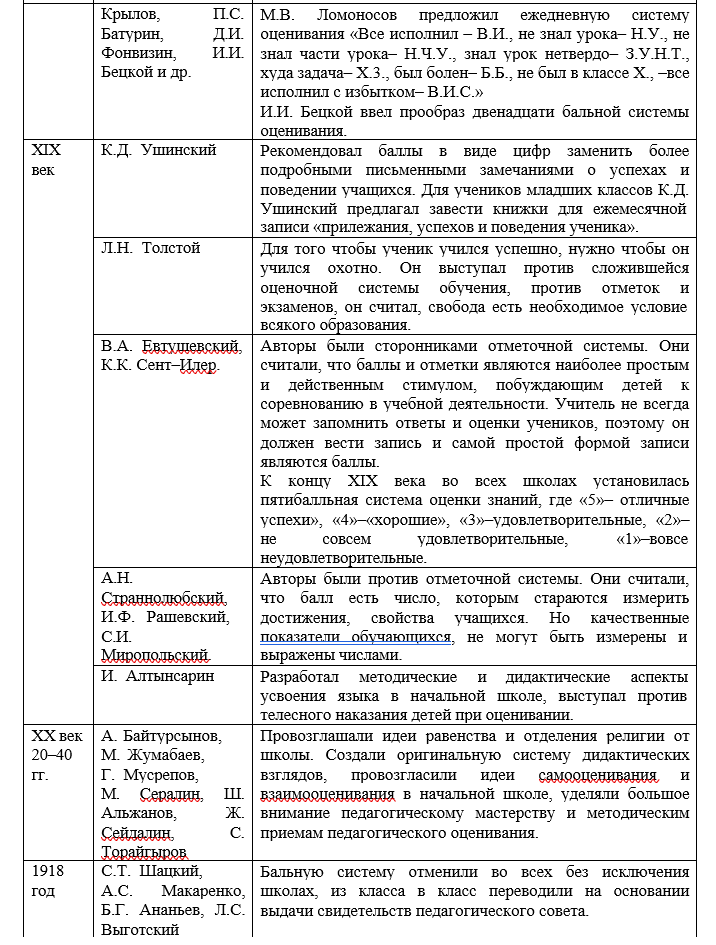 Крылов, П.С.
Батурин, Д.И.
Фонвизин, И.И.
Бецкой и др.
М.В. Ломоносов предложил ежедневную систему
оценивания «Все исполнил – В.И., не знал урока– Н.У., не
знал части урока– Н.Ч.У., знал урок нетвердо– З.У.Н.Т.,
худа задача– Х.З., был болен– Б.Б., не был в классе Х., –все
исполнил с избытком– В.И.С.»
И.И. Бецкой ввел прообраз двенадцати бальной системы
оценивания.
XIX
век
К.Д. Ушинский
Рекомендовал баллы в виде цифр заменить более
подробными письменными замечаниями о успехах и
поведении учащихся. Для учеников младших классов К.Д.
Ушинский предлагал завести книжки для ежемесячной
записи «прилежания, успехов и поведения ученика».
Л.Н. Толстой
Для того чтобы ученик учился успешно, нужно чтобы он
учился охотно. Он выступал против сложившейся
оценочной системы обучения, против отметок и
экзаменов, он считал, свобода есть необходимое условие
всякого образования.
В.А. Евтушевский,
К.К. Сент–Илер.
Авторы были сторонниками отметочной системы. Они
считали, что баллы и отметки являются наиболее простым
и действенным стимулом, побуждающим детей к
соревнованию в учебной деятельности. Учитель не всегда
может запомнить ответы и оценки учеников, поэтому он
должен вести запись и самой простой формой записи
являются баллы.
К концу XIX века во всех школах установилась
пятибалльная система оценки знаний, где «5»– отличные
успехи», «4»–«хорошие», «3»–удовлетворительные, «2»–
не совсем удовлетворительные, «1»–вовсе
неудовлетворительные.
А.Н.
Страннолюбский,
И.Ф. Рашевский,
С.И.
Миропольский
Авторы были против отметочной системы. Они считали,
что балл есть число, которым стараются измерить
достижения, свойства учащихся. Но качественные
показатели обучающихся, не могут быть измерены и
выражены числами.
И. Алтынсарин
Разработал методические и дидактические аспекты
усвоения языка в начальной школе, выступал против
телесного наказания детей при оценивании.
XX век
20–40
гг.
А. Байтурсынов,
М. Жумабаев,
Г. Мусрепов,
М. Сералин, Ш.
Альжанов, Ж.
Сейдалин С.
Торайгыров
Провозглашали идеи равенства и отделения религии от
школы. Создали оригинальную систему дидактических
взглядов, провозгласили идеи самооценивания и
взаимооценивания в начальной школе, уделяли большое
внимание педагогическому мастерству и методическим
приемам педагогического оценивания.
1918
год
С.Т. Шацкий,
А.С. Макаренко,
Б.Г. Ананьев, Л.С.
Выготский
Бальную систему отменили во всех без исключения
школах, из класса в класс переводили на основании
выдачи свидетельств педагогического совета.